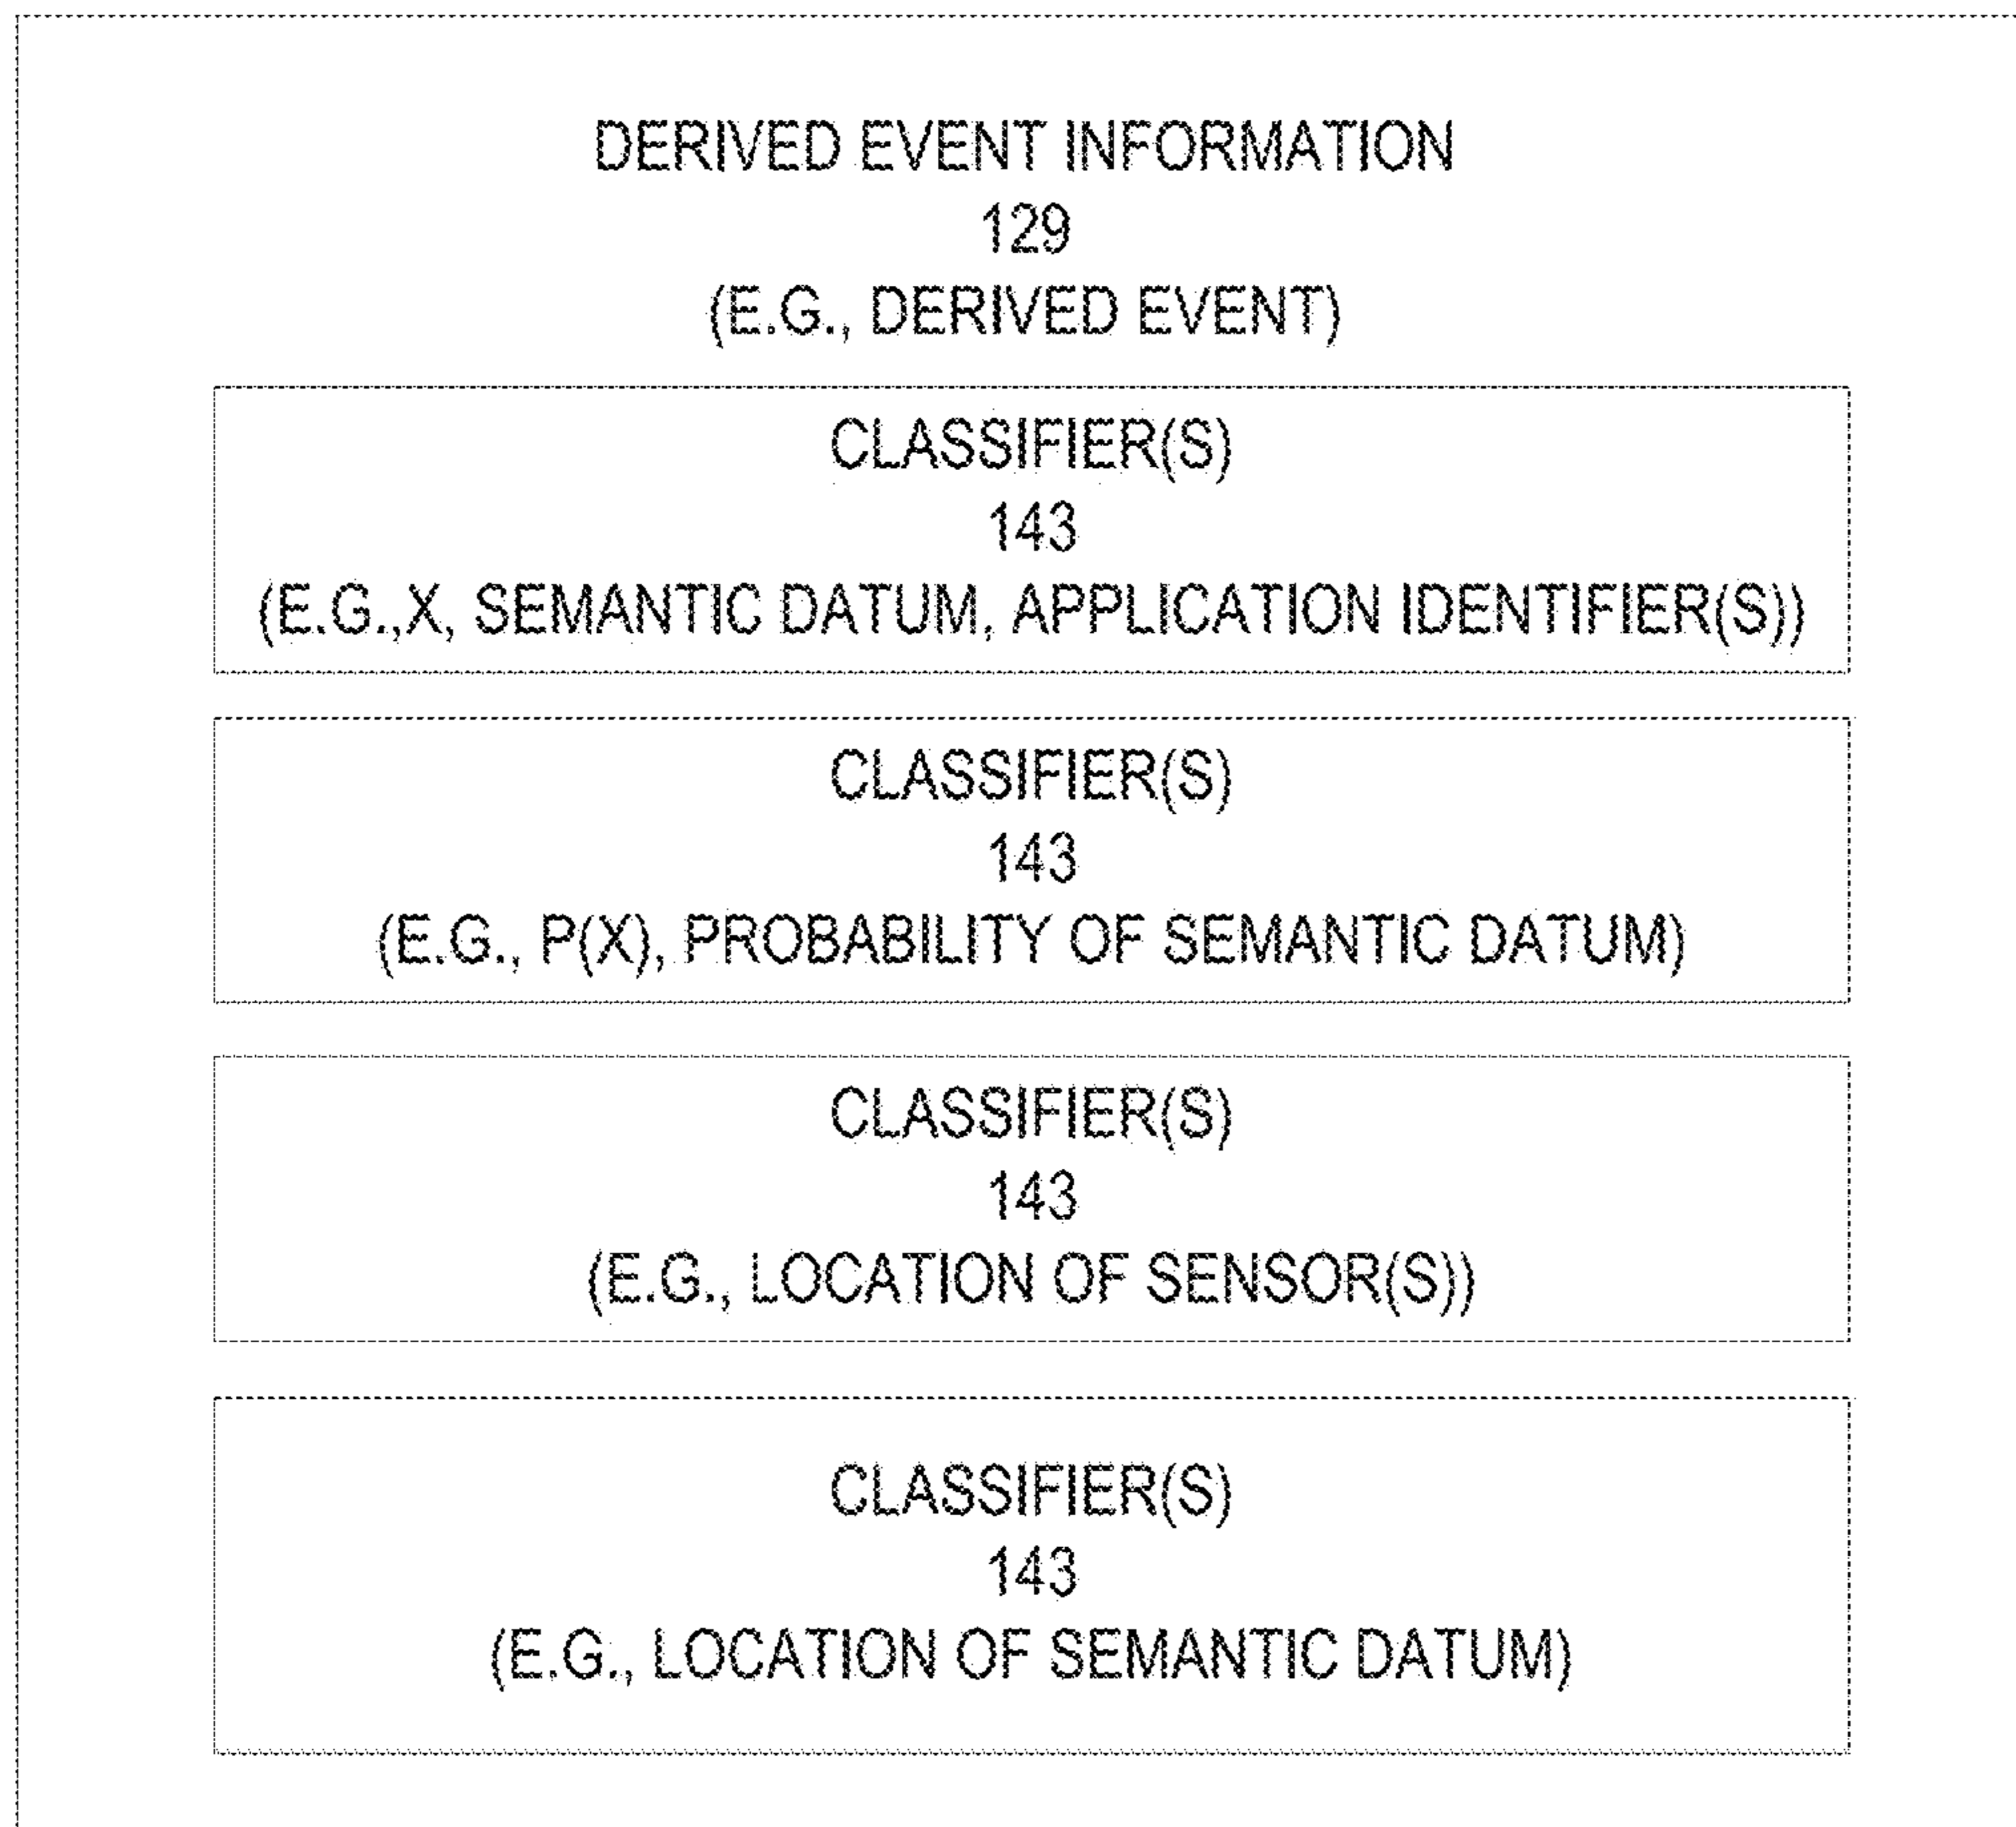 DERIVED EVENT INFORMATION
129
(E.G., DERIVED EVENT)
CLASSIFIER(S)
143
(E.G.,X, SEMANTIC DATUM, APPLICATION IDENTIFIER(S))
CLASSIFIER(S)
143
(E.G., P(X), PROBABILITY OF SEMANTIC DATUM)
CLASSIFIER(S)
143
(E.G., LOCATION OF SENSOR(S))
CLASSIFIER(S)
143
(E.G., LOCATION OF SEMANTIC DATUM)